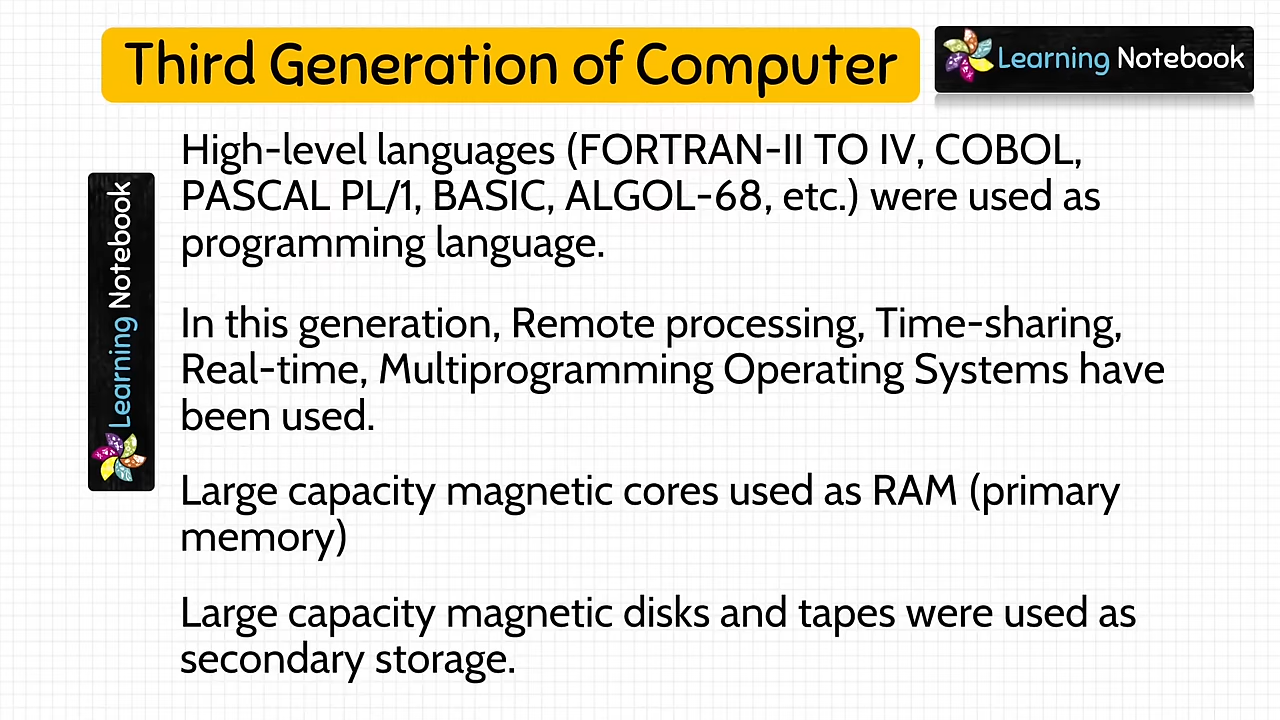 Third Generation of Computer
Learning Notebook
High-level languages (FORTRAN-II TO IV, COBOL,
PASCAL PL/1, BASIC, ALGOL-68, etc.) were used as
programming language.
Learning Notebook
In this generation, Remote processing, Time-sharing,
Real-time, Multiprogramming Operating Systems have
been used.
Large capacity magnetic cores used as RAM (primary
memory)
Large capacity magnetic disks and tapes were used as
secondary storage.